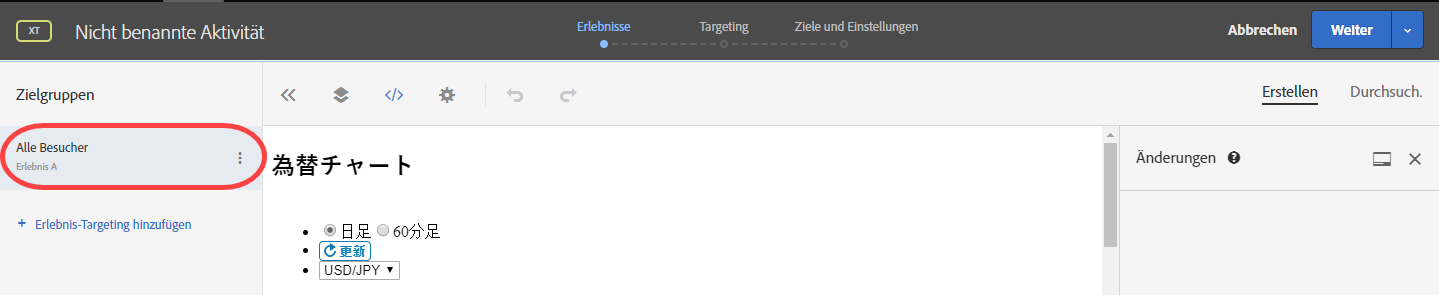 XT Nicht benannte Aktivität Erlebnisse Targeting Ziele und Einstellungen Abbrechen Weiter
Zielgruppen </> Erstellen Durchsuch.
Alle Besucher
Erlebnis A
+ Erlebnis-Targeting hinzufügen
為替チャート
日足 60分足
更新
USD/JPY
Änderungen ?